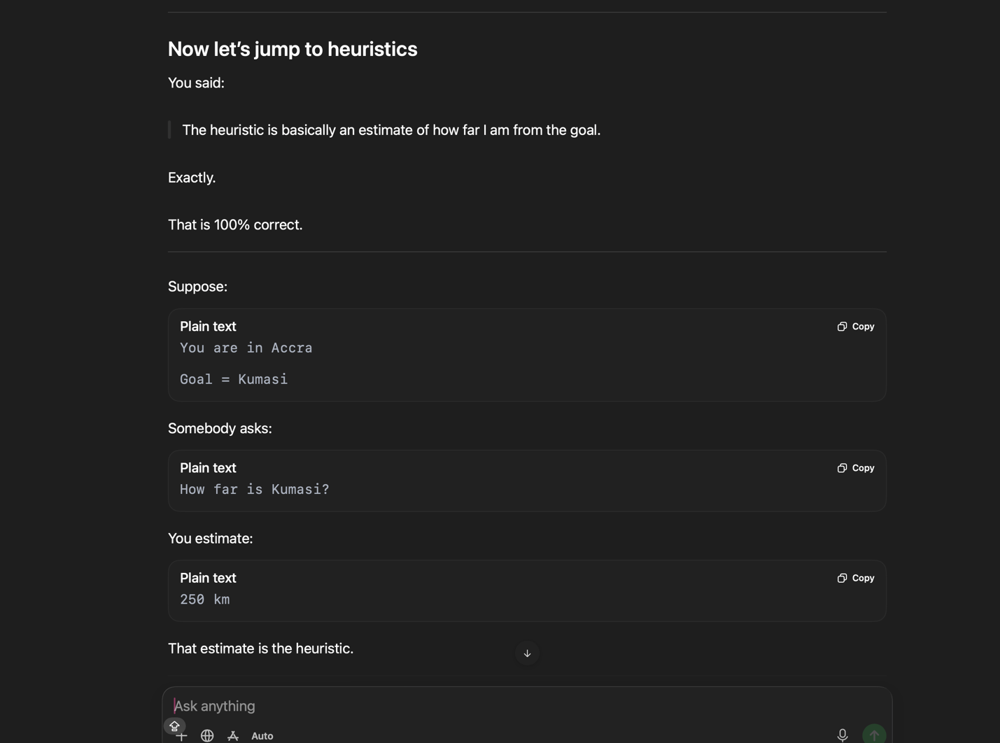 Now let’s jump to heuristics
You said:
The heuristic is basically an estimate of how far I am from the goal.
Exactly.
That is 100% correct.
Suppose:
Plain text
Copy
You are in Accra
Goal = Kumasi
Somebody asks:
Plain text
Copy
How far is Kumasi?
You estimate:
Plain text
Copy
250 km
That estimate is the heuristic.
Ask anything
Auto